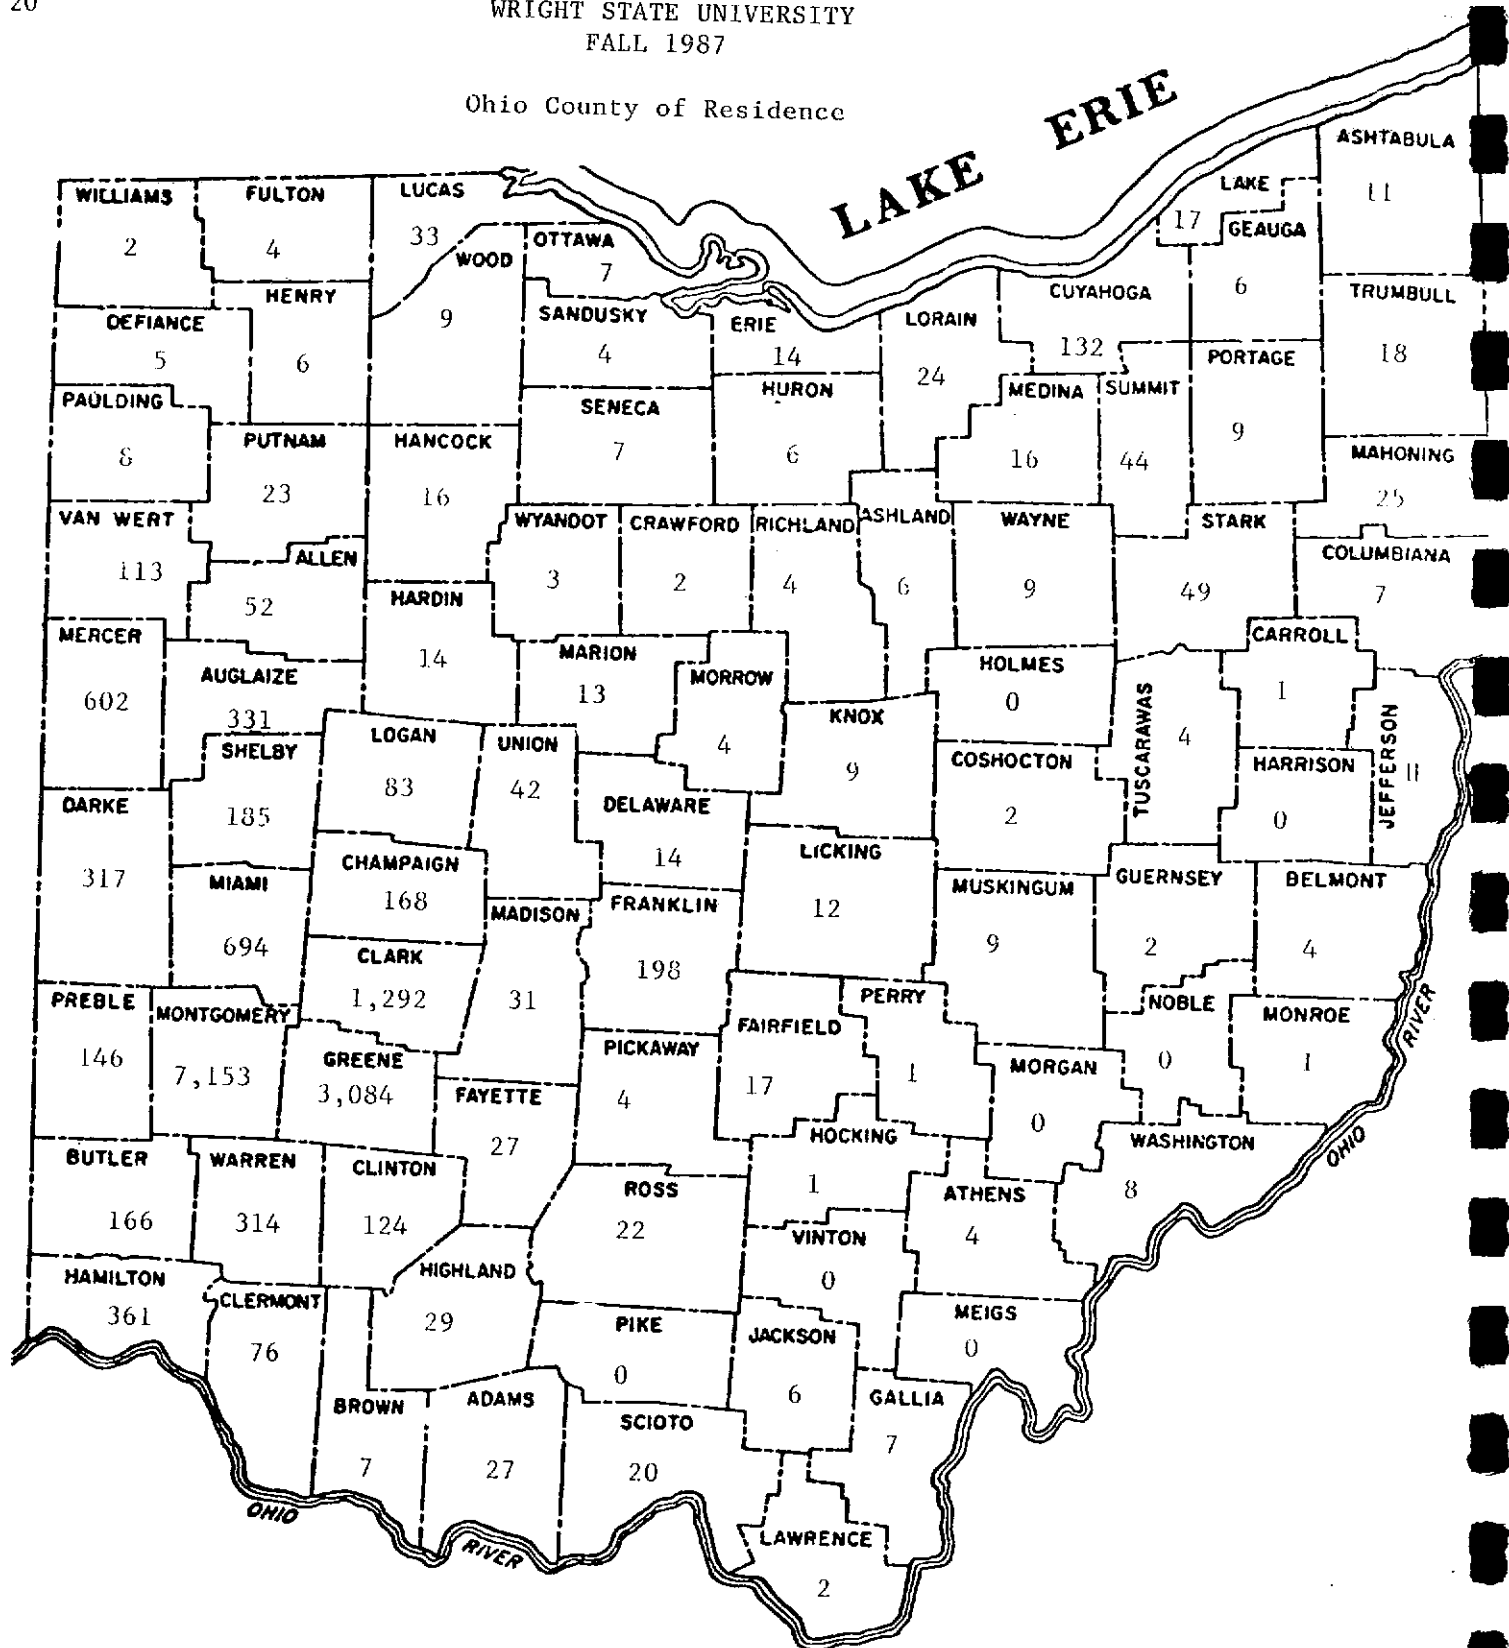 20
WRIGHT STATE UNIVERSITY
FALL 1987
Ohio County of Residence
LAKE ERIE
ASHTABULA
11
LAKE
17
GEAUGA
6
WILLIAMS
2
FULTON
4
LUCAS
33
WOOD
9
OTTAWA
7
HENRY
6
DEFIANCE
5
SANDUSKY
4
ERIE
14
LORAIN
24
CUYAHOGA
132
TRUMBULL
18
PORTAGE
9
PAULDING
8
PUTNAM
23
HANCOCK
16
SENECA
7
HURON
6
MEDINA
16
SUMMIT
44
MAHONING
25
VAN WERT
113
ALLEN
52
WYANDOT
3
CRAWFORD
2
RICHLAND
4
ASHLAND
6
WAYNE
9
STARK
49
COLUMBIANA
7
MERCER
602
AUGLAIZE
331
HARDIN
14
MARION
13
MORROW
4
HOLMES
0
CARROLL
1
TUSCARAWAS
4
JEFFERSON
11
SHELBY
185
LOGAN
83
UNION
42
KNOX
9
COSHOCTON
2
HARRISON
0
DARKE
317
DELAWARE
14
MIAMI
694
CHAMPAIGN
168
LICKING
12
MUSKINGUM
9
GUERNSEY
2
BELMONT
4
MADISON
31
FRANKLIN
198
CLARK
1,292
PREBLE
146
MONTGOMERY
7,153
GREENE
3,084
FAYETTE
27
PICKAWAY
4
FAIRFIELD
17
PERRY
1
MORGAN
0
NOBLE
0
MONROE
1
RIVER
OHIO
WASHINGTON
8
BUTLER
166
WARREN
314
CLINTON
124
ROSS
22
HOCKING
1
ATHENS
4
VINTON
0
HAMILTON
361
CLERMONT
76
HIGHLAND
29
PIKE
0
JACKSON
6
MEIGS
0
BROWN
7
ADAMS
27
SCIOTO
20
GALLIA
7
LAWRENCE
2
OHIO
RIVER